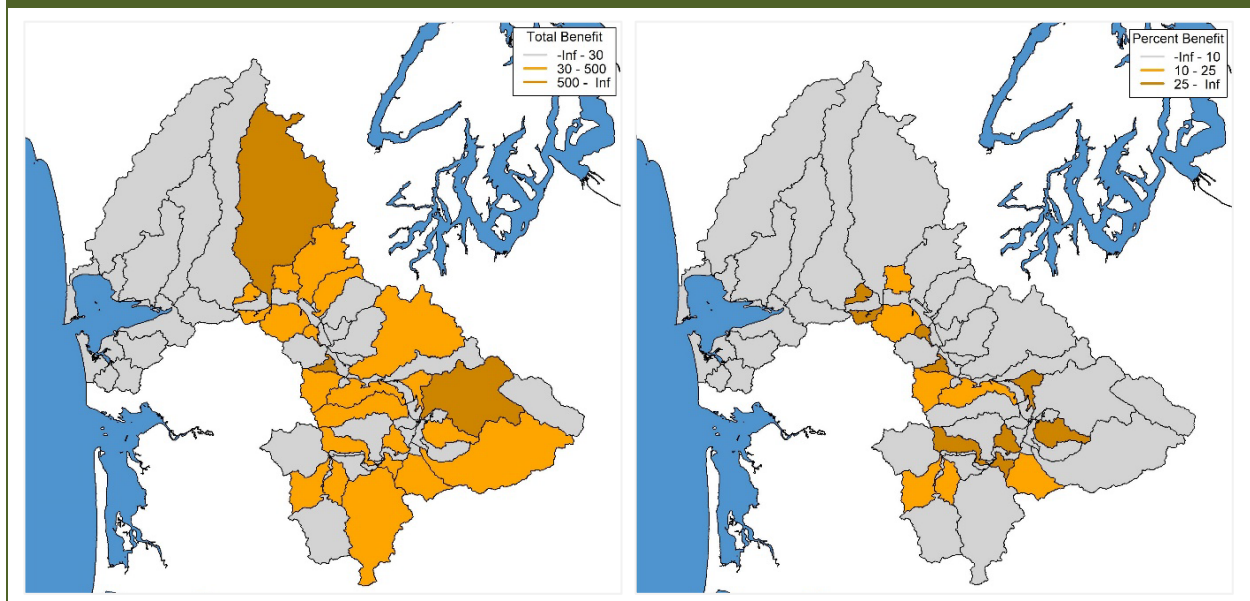 Total Benefit
-Inf - 30
30 - 500
500 - Inf
Percent Benefit
-Inf - 10
10 - 25
25 - Inf